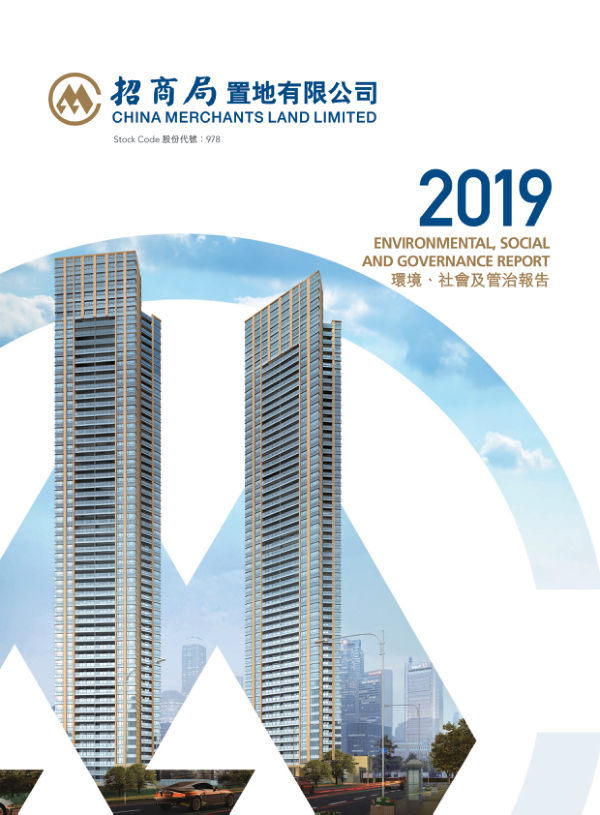 招商局置地有限公司
CHINA MERCHANTS LAND LIMITED
Stock Code 股份代號：978
2019
ENVIRONMENTAL, SOCIAL
AND GOVERNANCE REPORT
環境、社會及管治報告